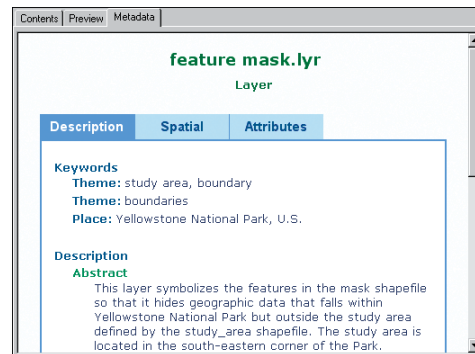 Contents Preview Metadata
feature mask.lyr
Layer
Description Spatial Attributes
Keywords
Theme: study area, boundary
Theme: boundaries
Place: Yellowstone National Park, U.S.
Description
Abstract
This layer symbolizes the features in the mask shapefile
so that it hides geographic data that falls within
Yellowstone National Park but outside the study area
defined by the study_area shapefile. The study area is
located in the south-eastern corner of the Park.